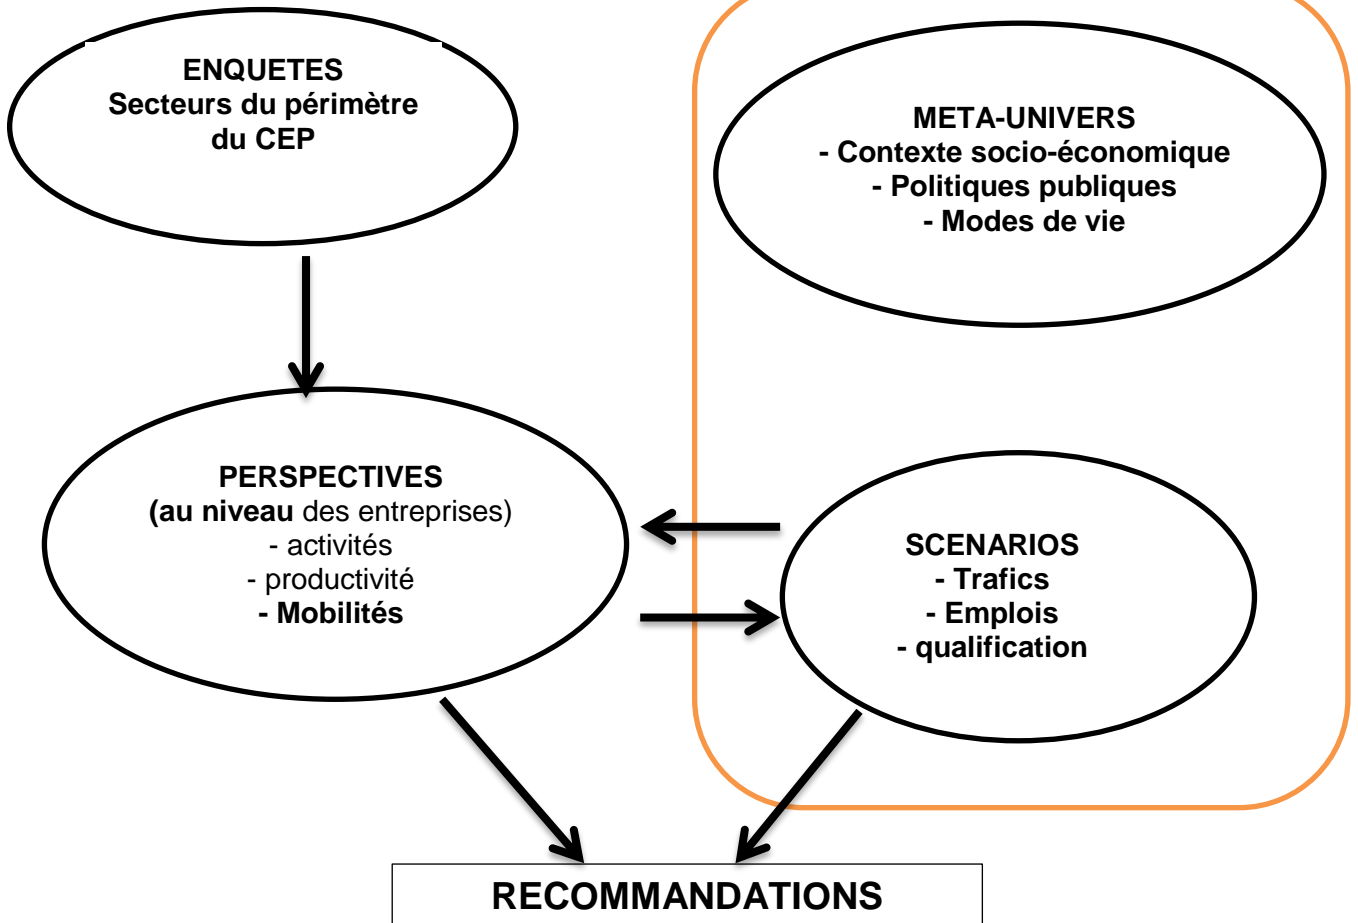 ENQUETES
Secteurs du périmètre
du CEP
META-UNIVERS
- Contexte socio-économique
- Politiques publiques
- Modes de vie
PERSPECTIVES
(au niveau des entreprises)
- activités
- productivité
- Mobilités
SCENARIOS
- Trafics
- Emplois
- qualification
RECOMMANDATIONS